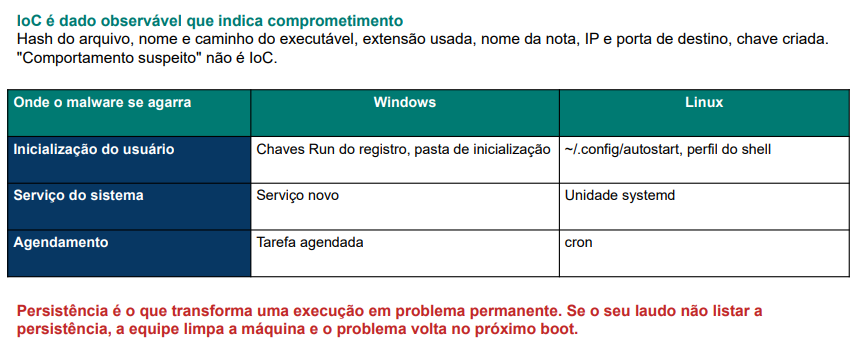 IoC é dado observável que indica comprometimento
Hash do arquivo, nome e caminho do executável, extensão usada, nome da nota, IP e porta de destino, chave criada.
"Comportamento suspeito" não é IoC.
Onde o malware se agarra Windows Linux
Inicialização do usuário Chaves Run do registro, pasta de inicialização ~/.config/autostart, perfil do shell
Serviço do sistema Serviço novo Unidade systemd
Agendamento Tarefa agendada cron
Persistência é o que transforma uma execução em problema permanente. Se o seu laudo não listar a
persistência, a equipe limpa a máquina e o problema volta no próximo boot.